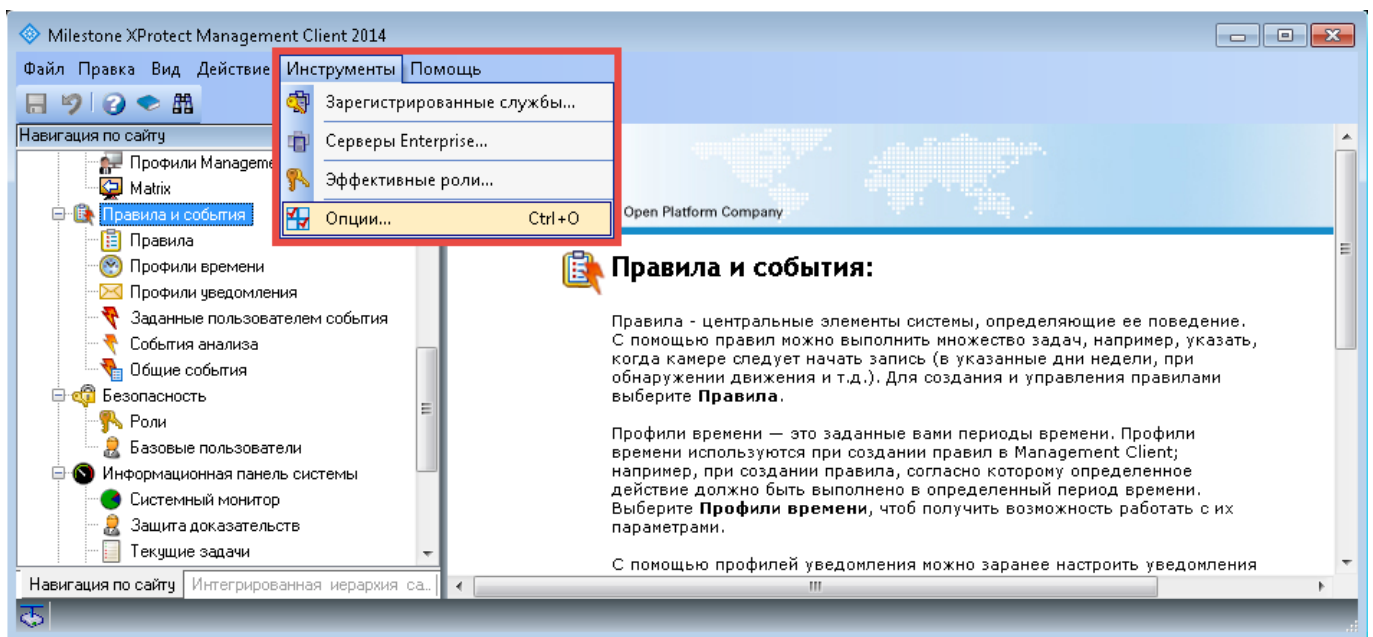 Milestone XProtect Management Client 2014
Файл Правка Вид Действие Инструменты Помощь
Зарегистрированные службы...
Серверы Enterprise...
Эффективные роли...
Опции... Ctrl+O
Навигация по сайту
Профили Manageme
Matrix
Правила и события
Правила
Профили времени
Профили уведомления
Заданные пользователем события
События анализа
Общие события
Безопасность
Роли
Базовые пользователи
Информационная панель системы
Системный монитор
Защита доказательств
Текущие задачи
Навигация по сайту Интегрированная иерархия са...
Open Platform Company
Правила и события:
Правила - центральные элементы системы, определяющие ее поведение.
С помощью правил можно выполнить множество задач, например, указать,
когда камере следует начать запись (в указанные дни недели, при
обнаружении движения и т.д.). Для создания и управления правилами
выберите Правила.
Профили времени — это заданные вами периоды времени. Профили
времени используются при создании правил в Management Client;
например, при создании правила, согласно которому определенное
действие должно быть выполнено в определенный период времени.
Выберите Профили времени, чтоб получить возможность работать с их
параметрами.
С помощью профилей уведомления можно заранее настроить уведомления